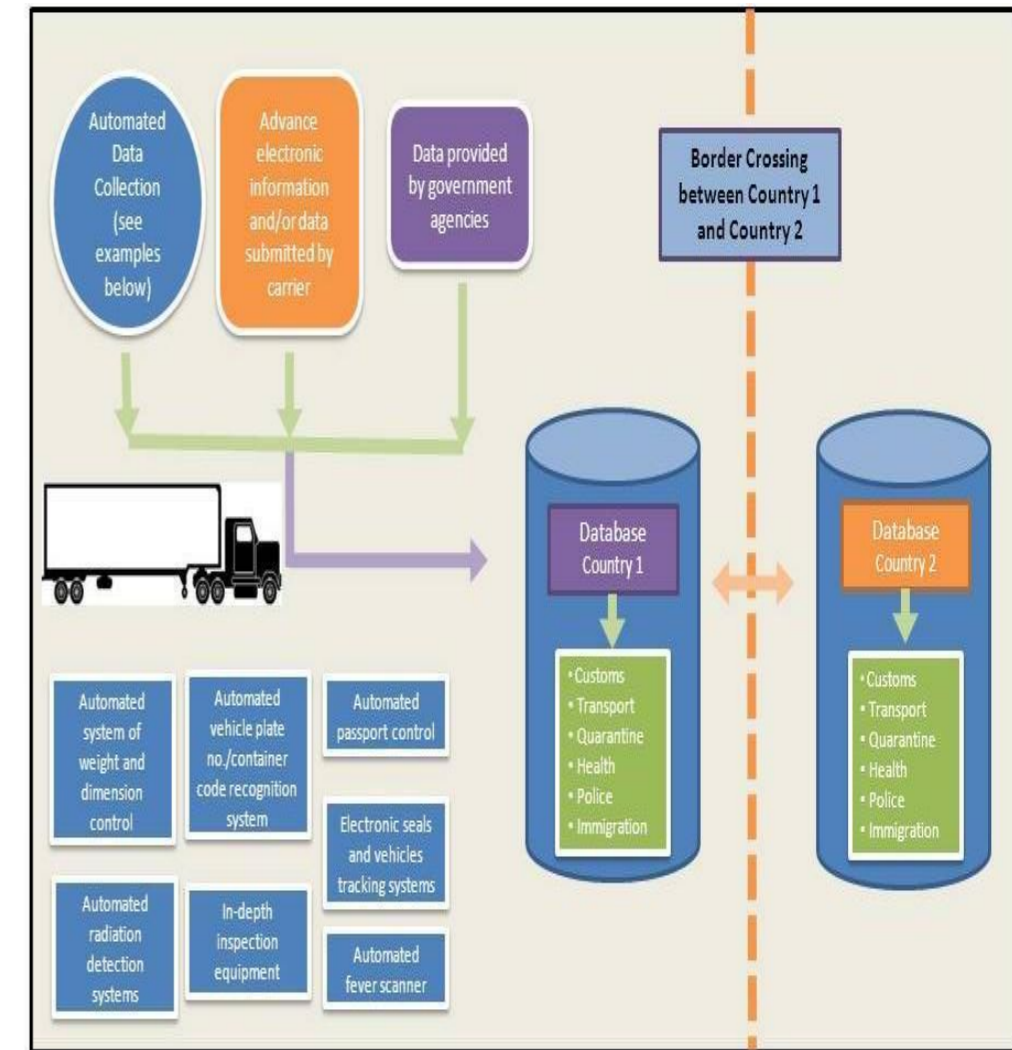 Automated
Data
Collection
(see
examples
below)
Advance
electronic
information
and/or data
submitted by
carrier
Data provided
by government
agencies
Border Crossing
between Country 1
and Country 2
Database
Country 1
• Customs
• Transport
• Quarantine
• Health
• Police
• Immigration
Database
Country 2
• Customs
• Transport
• Quarantine
• Health
• Police
• Immigration
Automated
system of
weight and
dimension
control
Automated
vehicle plate
no./container
code recognition
system
Automated
passport control
Electronic seals
and vehicles
tracking systems
Automated
radiation
detection
systems
In-depth
inspection
equipment
Automated
fever scanner